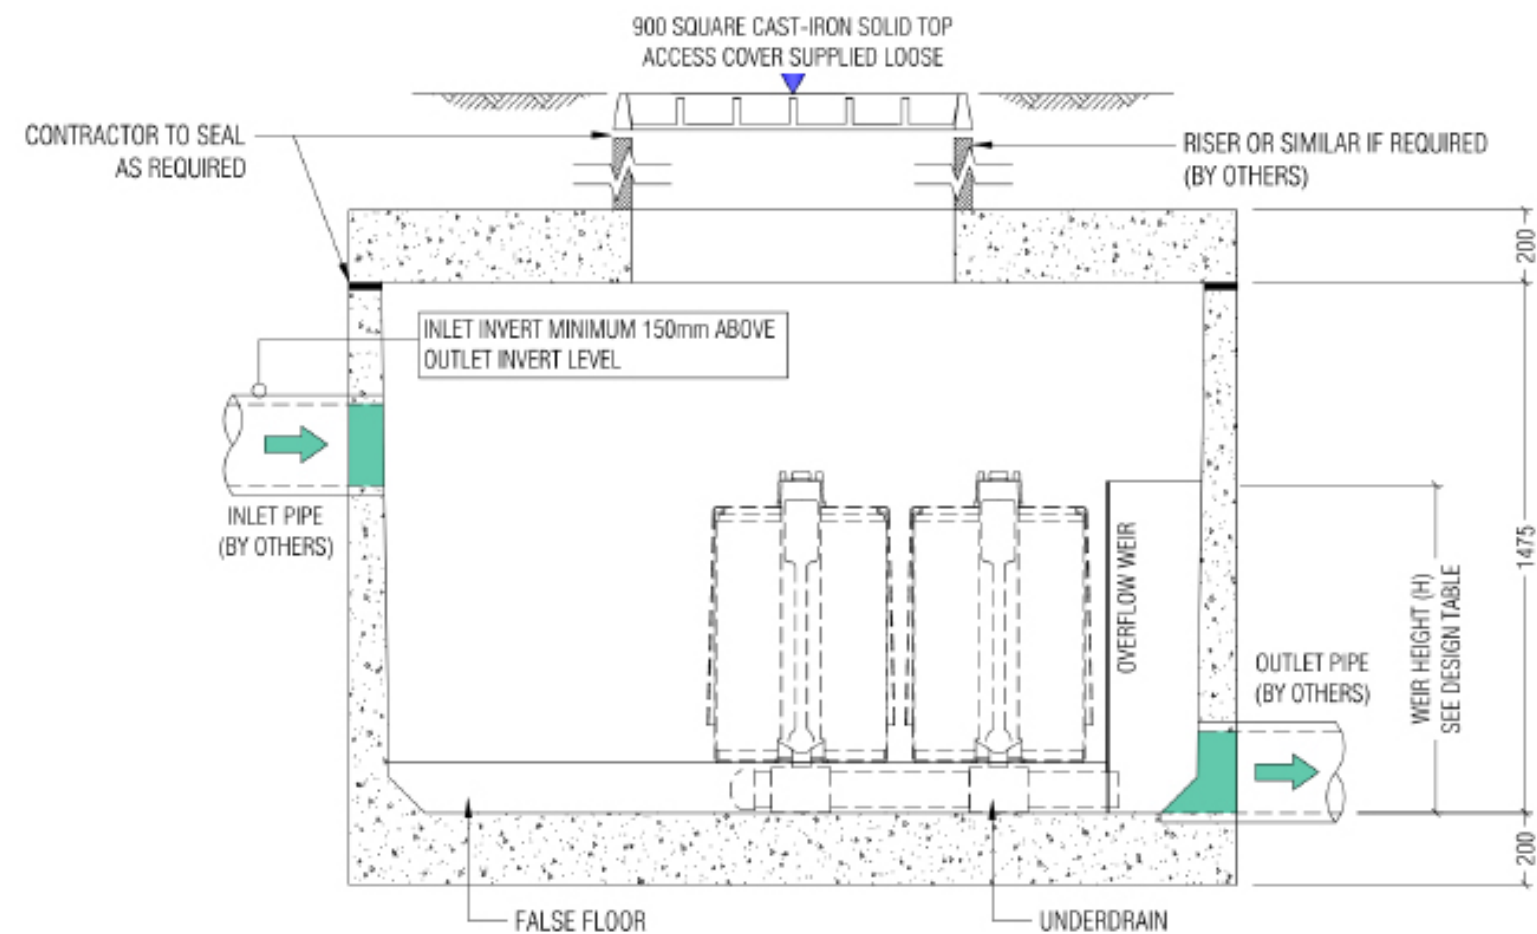 900 SQUARE CAST-IRON SOLID TOP
ACCESS COVER SUPPLIED LOOSE
CONTRACTOR TO SEAL
AS REQUIRED
RISER OR SIMILAR IF REQUIRED
(BY OTHERS)
200
INLET INVERT MINIMUM 150mm ABOVE
OUTLET INVERT LEVEL
INLET PIPE
(BY OTHERS)
OVERFLOW WEIR
OUTLET PIPE
(BY OTHERS)
WEIR HEIGHT (H)
SEE DESIGN TABLE
1475
200
FALSE FLOOR
UNDERDRAIN